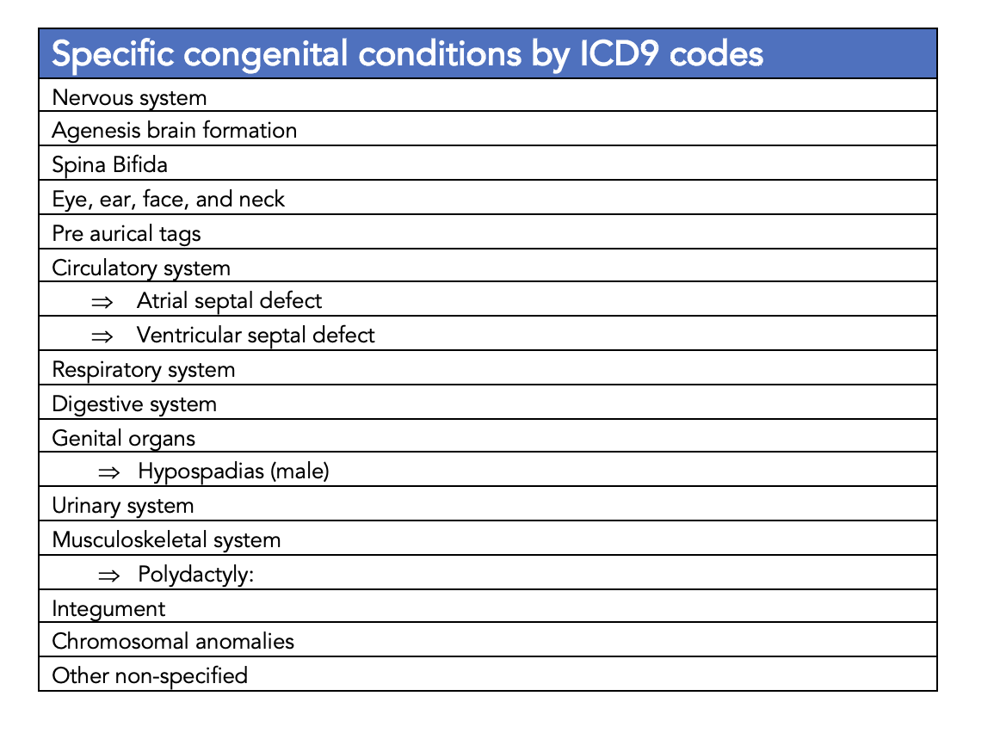 Specific congenital conditions by ICD9 codes
Nervous system
Agenesis brain formation
Spina Bifida
Eye, ear, face, and neck
Pre aurical tags
Circulatory system
⇒ Atrial septal defect
⇒ Ventricular septal defect
Respiratory system
Digestive system
Genital organs
⇒ Hypospadias (male)
Urinary system
Musculoskeletal system
⇒ Polydactyly:
Integument
Chromosomal anomalies
Other non-specified